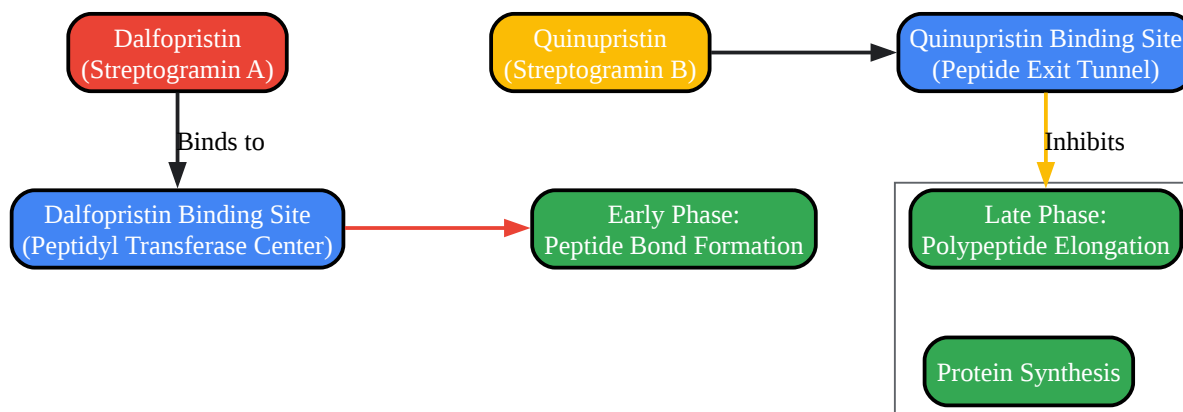 Dalfopristin
(Streptogramin A)
Quinupristin
(Streptogramin B)
Quinupristin Binding Site
(Peptide Exit Tunnel)
Binds to
Inhibits
Dalfopristin Binding Site
(Peptidyl Transferase Center)
Early Phase:
Peptide Bond Formation
Late Phase:
Polypeptide Elongation
Protein Synthesis